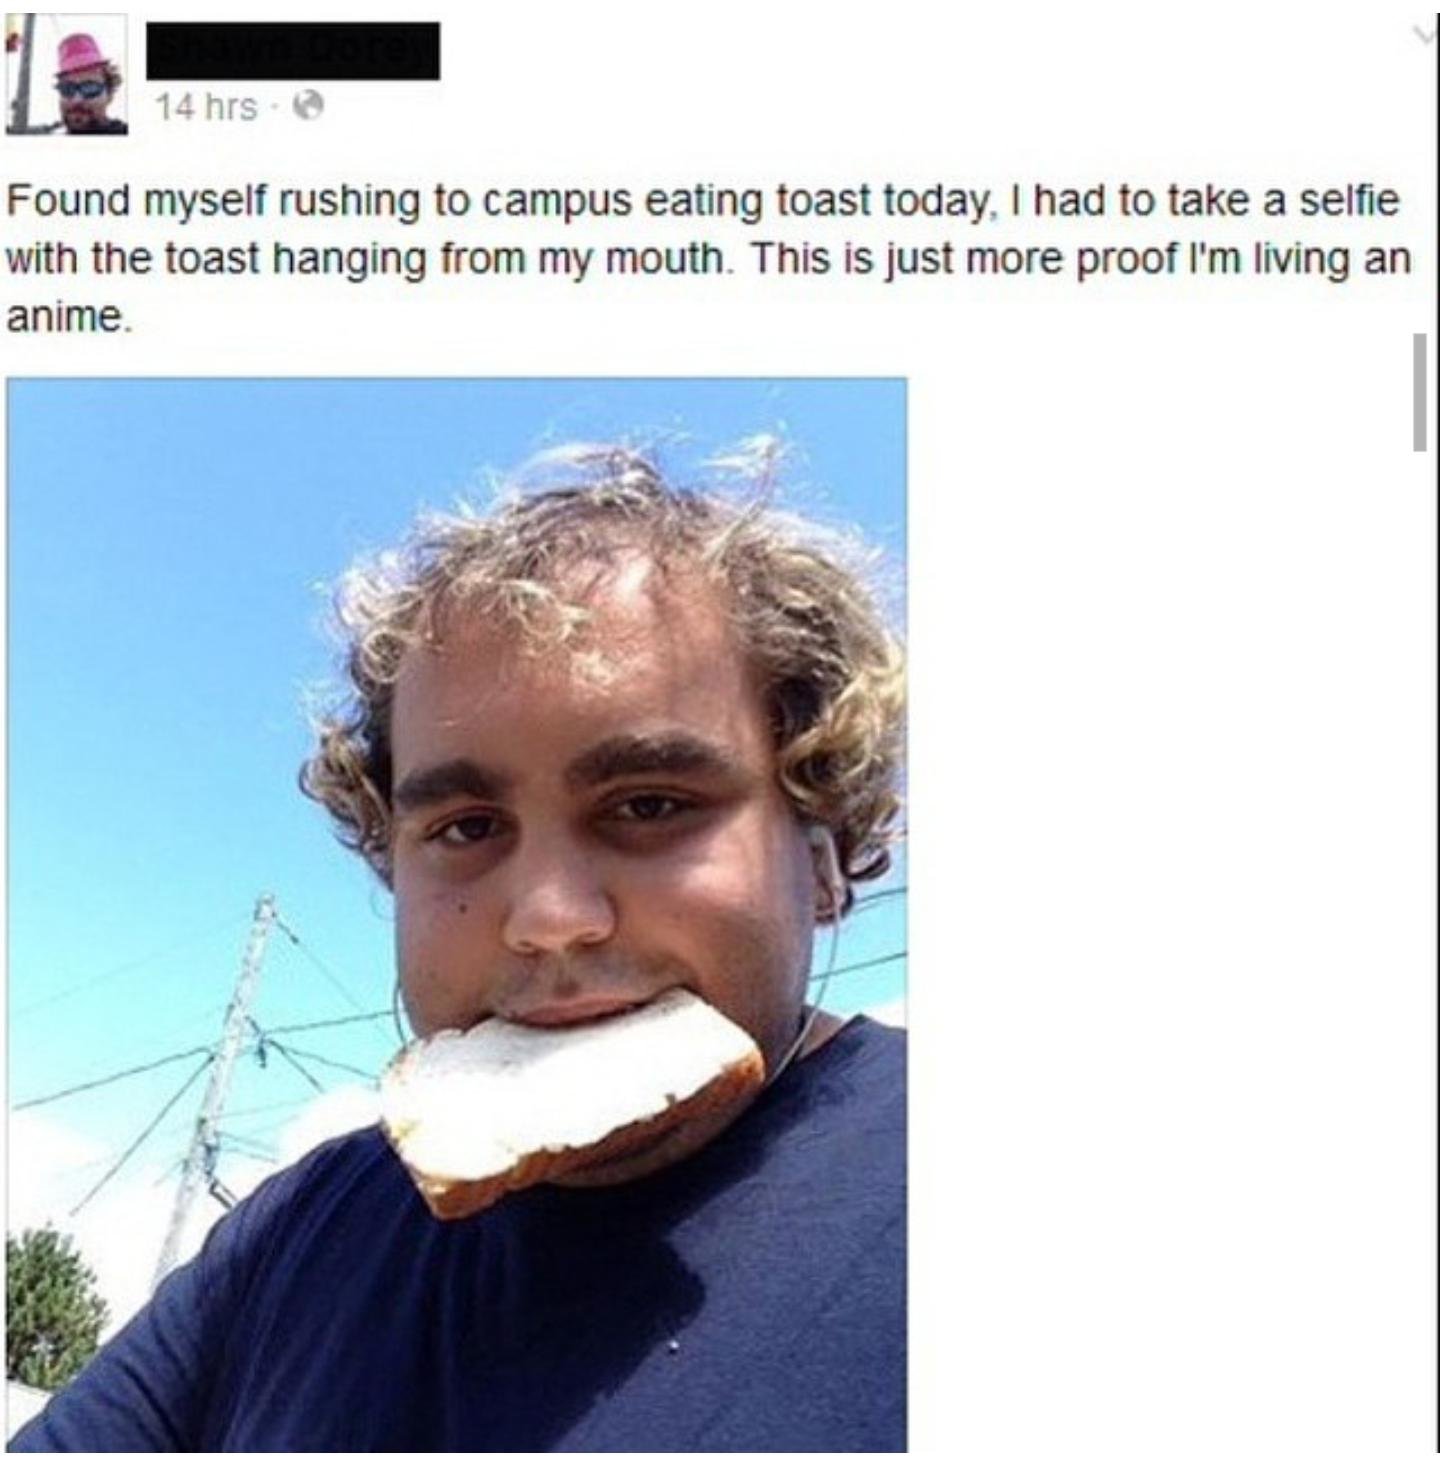 14 hrs ·
Found myself rushing to campus eating toast today, I had to take a selfie
with the toast hanging from my mouth. This is just more proof I'm living an
anime.